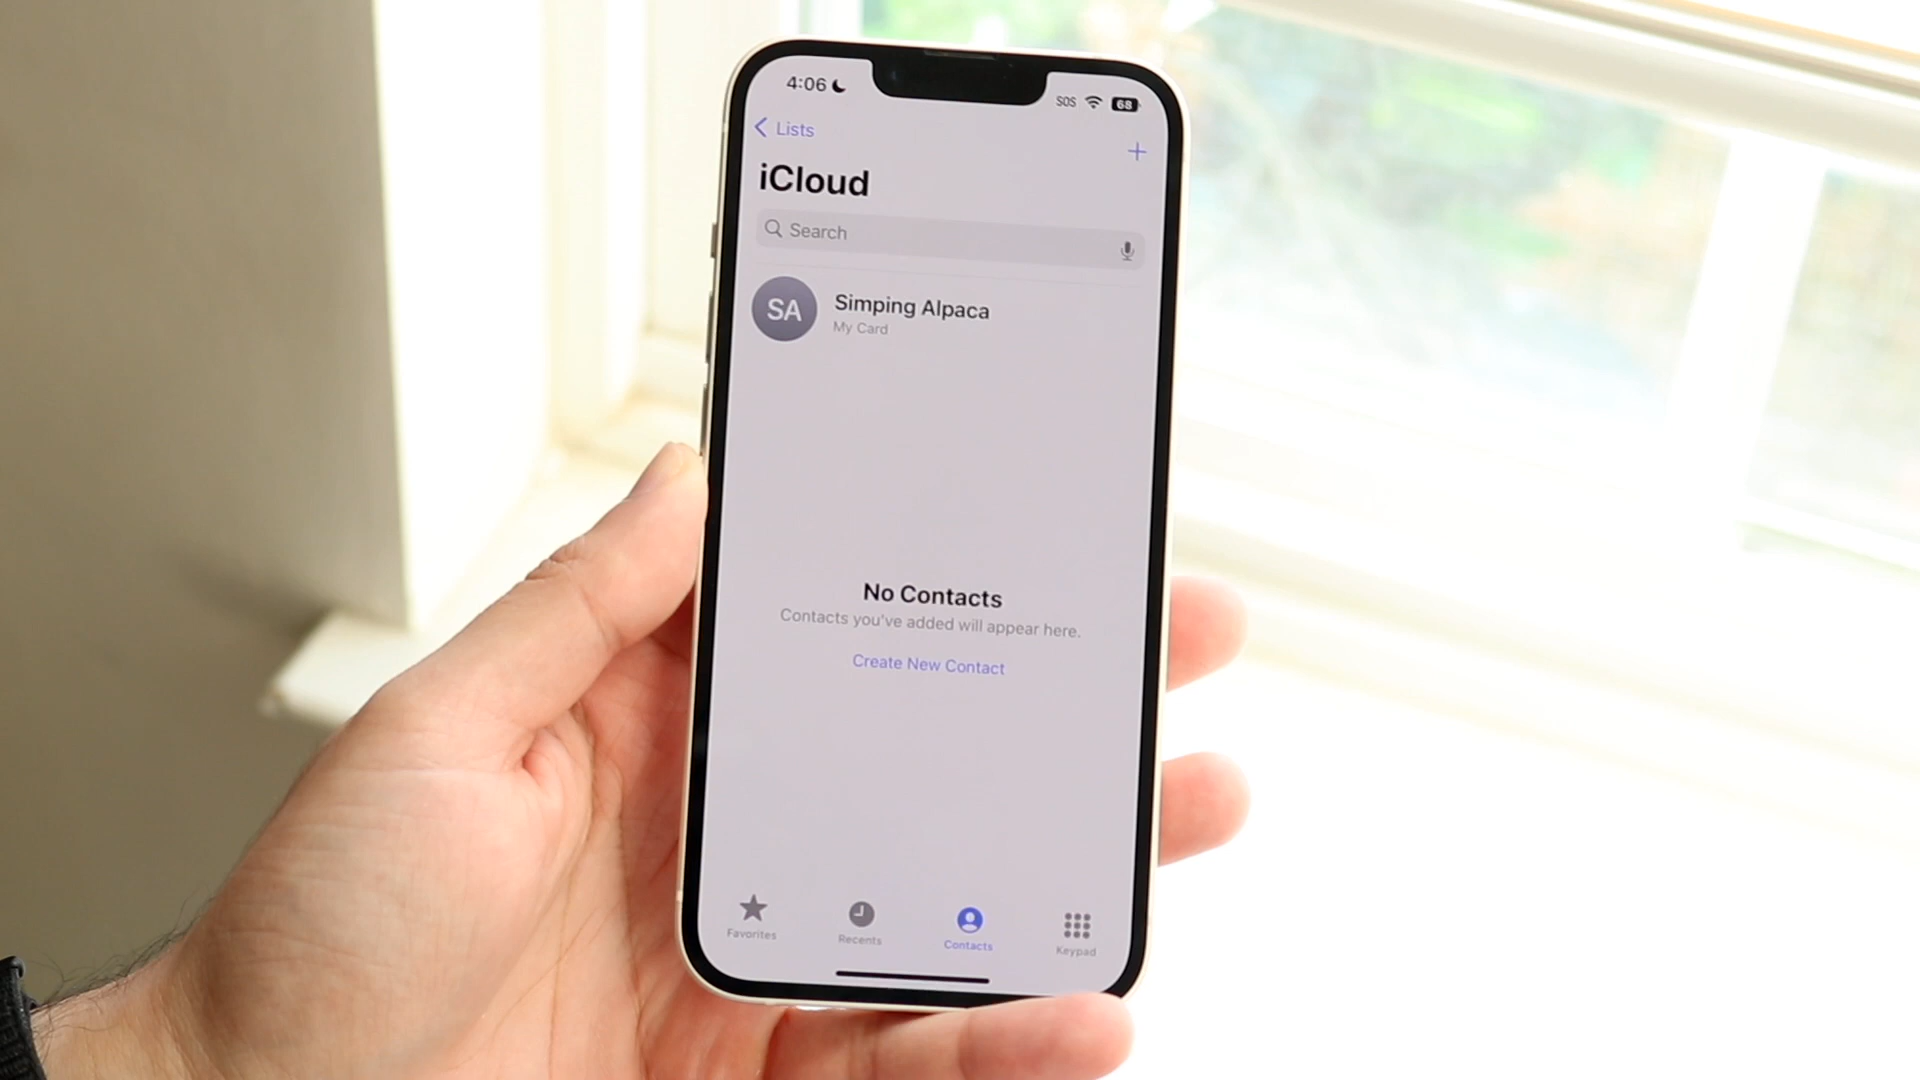 4:06
SOS 68
Lists
iCloud
Search
SA
Simping Alpaca
My Card
No Contacts
Contacts you've added will appear here.
Create New Contact
Favorites
Recents
Contacts
Keypad